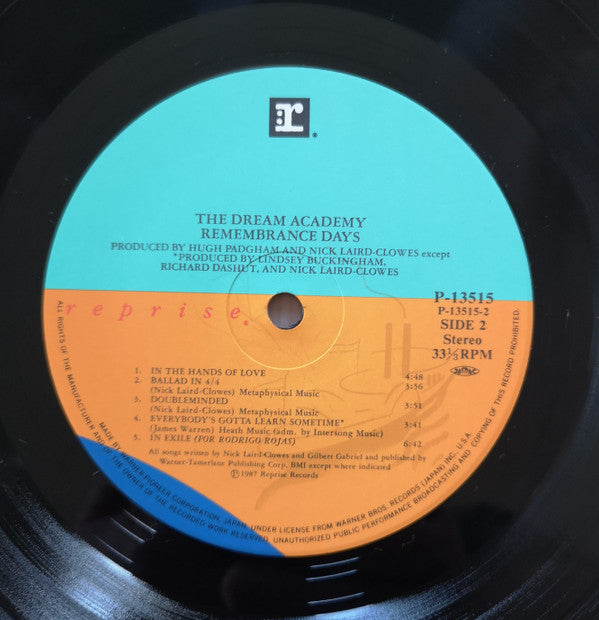 r®
THE DREAM ACADEMY
REMEMBRANCE DAYS
PRODUCED BY HUGH PADGHAM AND NICK LAIRD-CLOWES except
*PRODUCED BY LINDSEY BUCKINGHAM,
RICHARD DASHUT, AND NICK LAIRD-CLOWES
reprise®
P-13515
P-13515-2
SIDE 2
Stereo
33⅓RPM
1. IN THE HANDS OF LOVE 4:48
2. BALLAD IN 4/4 3:56
(Nick Laird-Clowes) Metaphysical Music
3. DOUBLEMINDED 3:51
(Nick Laird-Clowes) Metaphysical Music
4. EVERYBODY'S GOTTA LEARN SOMETIME* 3:41
(James Warren) Heath Music (adm. by Intersong Music)
5. IN EXILE (FOR RODRIGO ROJAS) 6:42
All songs written by Nick Laird-Clowes and Gilbert Gabriel and published by
Warner-Tamerlane Publishing Corp. BMI except where indicated
Ⓟ1987 Reprise Records
MADE BY WARNER-PIONEER CORPORATION, JAPAN, UNDER LICENSE FROM WARNER BROS. RECORDS (JAPAN) INC. U.S.A.
ALL RIGHTS OF THE MANUFACTURER AND OF THE OWNER OF THE RECORDED WORK RESERVED. UNAUTHORIZED PUBLIC PERFORMANCE BROADCASTING AND COPYING OF THIS RECORD PROHIBITED.